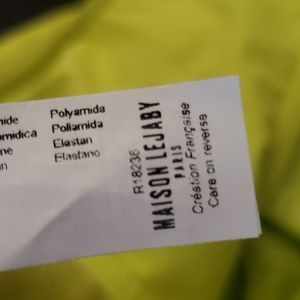 Polyamida
Poliamida
Elastan
Elastano
R18236
MAISON LEJABY
PARIS
Création Française
Care on reverse